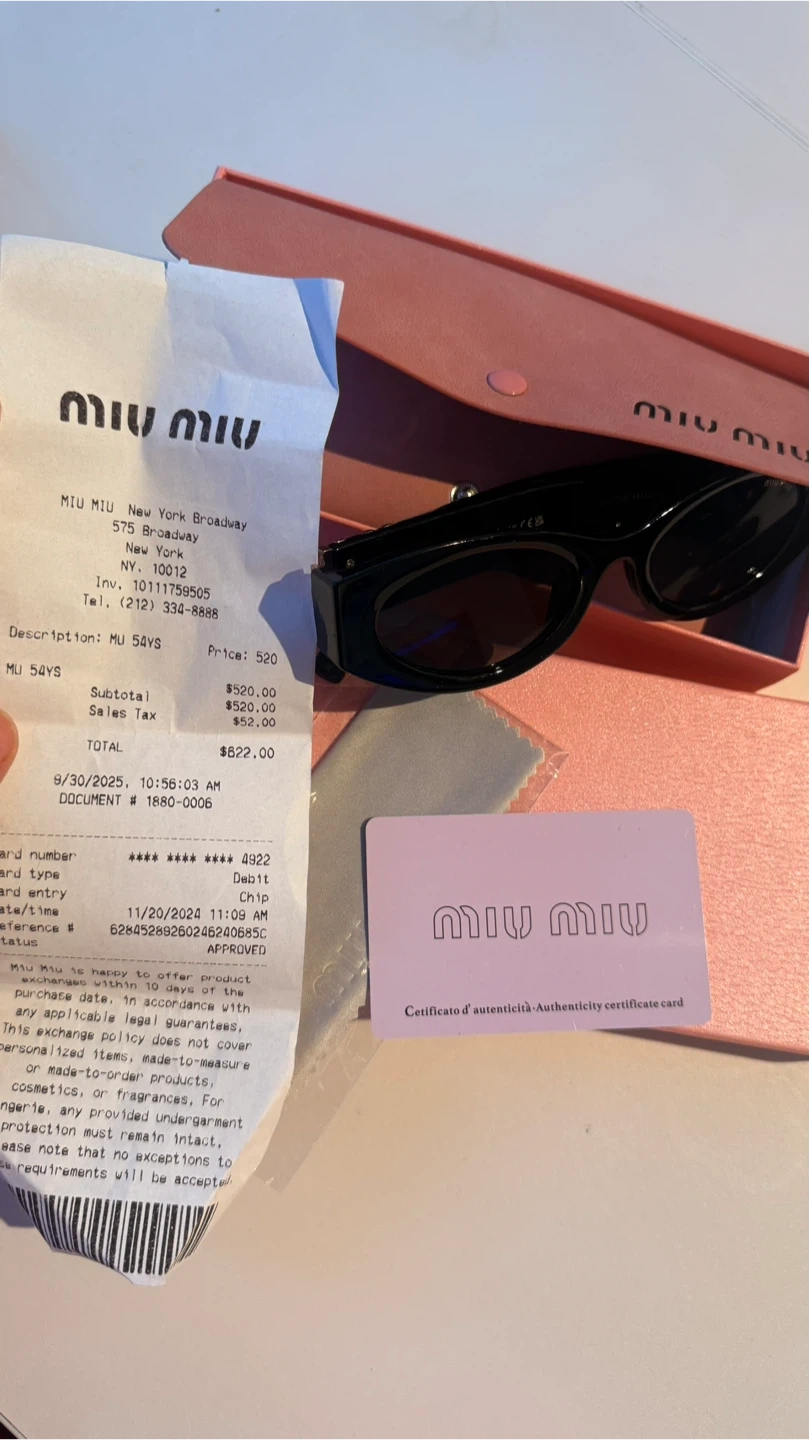 miu miu
MIU MIU New York Broadway
575 Broadway
New York
NY. 10012
Inv. 10111759505
Tel. (212) 334-8888
Description: MU 54YS
Price: 520
MU 54YS
$520.00
Subtotal $520.00
Sales Tax $52.00
TOTAL $622.00
9/30/2025, 10:56:03 AM
DOCUMENT # 1880-0006
ard number **** **** **** 4922
ard type Debit
ard entry Chip
ate/time 11/20/2024 11:09 AM
eference # 62845289260246240685C
tatus APPROVED
Miu Miu is happy to offer product
exchanges within 10 days of the
purchase date, in accordance with
any applicable legal guarantees,
This exchange policy does not cover
personalized items, made-to-measure
or made-to-order products,
cosmetics, or fragrances, For
ngerie, any provided undergarment
protection must remain intact,
ease note that no exceptions to
se requirements will be accepted
miu miu
miu miu
Cetificato d' autenticità·Authenticity certificate card